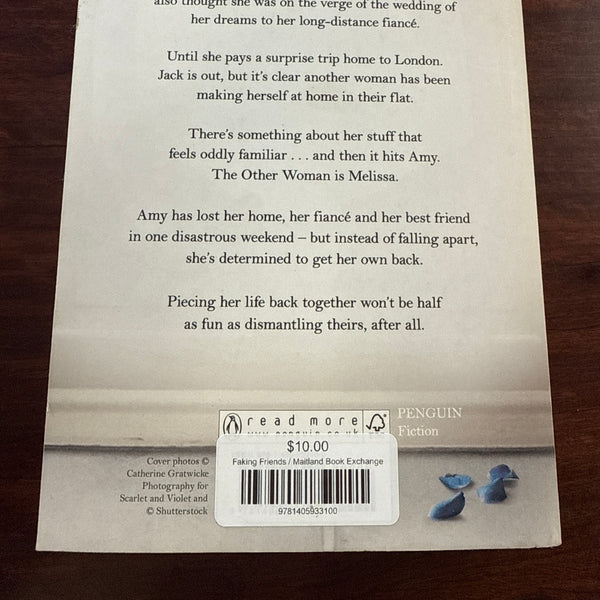 also thought she was on the verge of the wedding of
her dreams to her long-distance fiancé.
Until she pays a surprise trip home to London.
Jack is out, but it's clear another woman has been
making herself at home in their flat.
There's something about her stuff that
feels oddly familiar . . . and then it hits Amy.
The Other Woman is Melissa.
Amy has lost her home, her fiancé and her best friend
in one disastrous weekend – but instead of falling apart,
she's determined to get her own back.
Piecing her life back together won't be half
as fun as dismantling theirs, after all.
read more
PENGUIN
Fiction
$10.00
Faking Friends / Maitland Book Exchange
9781405933100
Cover photos ©
Catherine Gratwicke
Photography for
Scarlet and Violet and
© Shutterstock